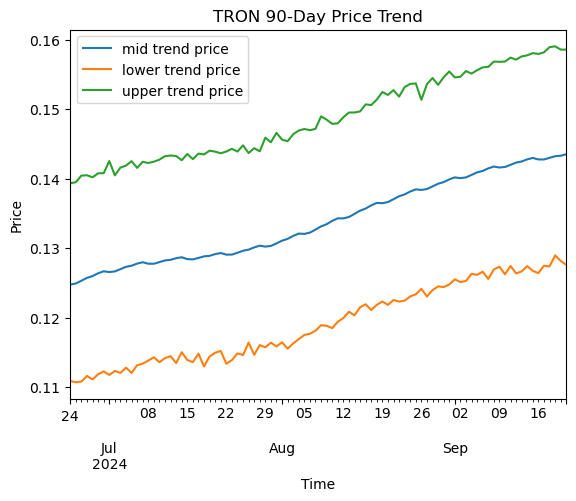 TRON 90-Day Price Trend
mid trend price
lower trend price
upper trend price
Price
0.16
0.15
0.14
0.13
0.12
0.11
24 08 15 22 29 05 12 19 26 02 09 16
Jul Aug Sep
2024
Time